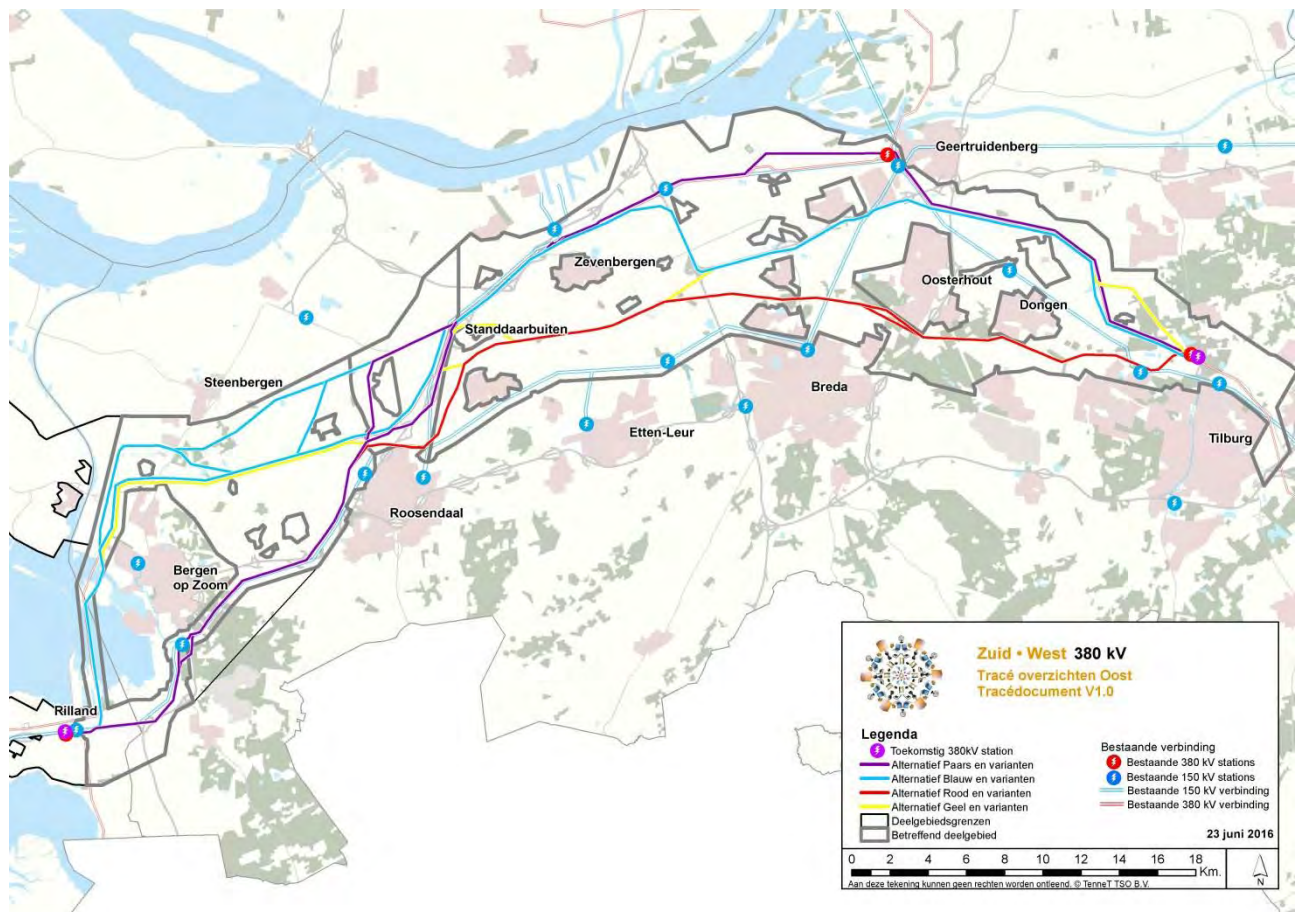 Geertruidenberg
Zevenbergen
Oosterhout
Dongen
Standdaarbuiten
Steenbergen
Breda
Etten-Leur
Tilburg
Roosendaal
Bergen
op Zoom
Rilland
Zuid • West 380 kV
Tracé overzichten Oost
Tracédocument V1.0
Legenda
Toekomstig 380kV station
Alternatief Paars en varianten
Alternatief Blauw en varianten
Alternatief Rood en varianten
Alternatief Geel en varianten
Deelgebiedsgrenzen
Betreffend deelgebied
Bestaande verbinding
Bestaande 380 kV stations
Bestaande 150 kV stations
Bestaande 150 kV verbinding
Bestaande 380 kV verbinding
23 juni 2016
0 2 4 6 8 10 12 14 16 18
Km.
Aan deze tekening kunnen geen rechten worden ontleend. © TenneT TSO B.V.
N